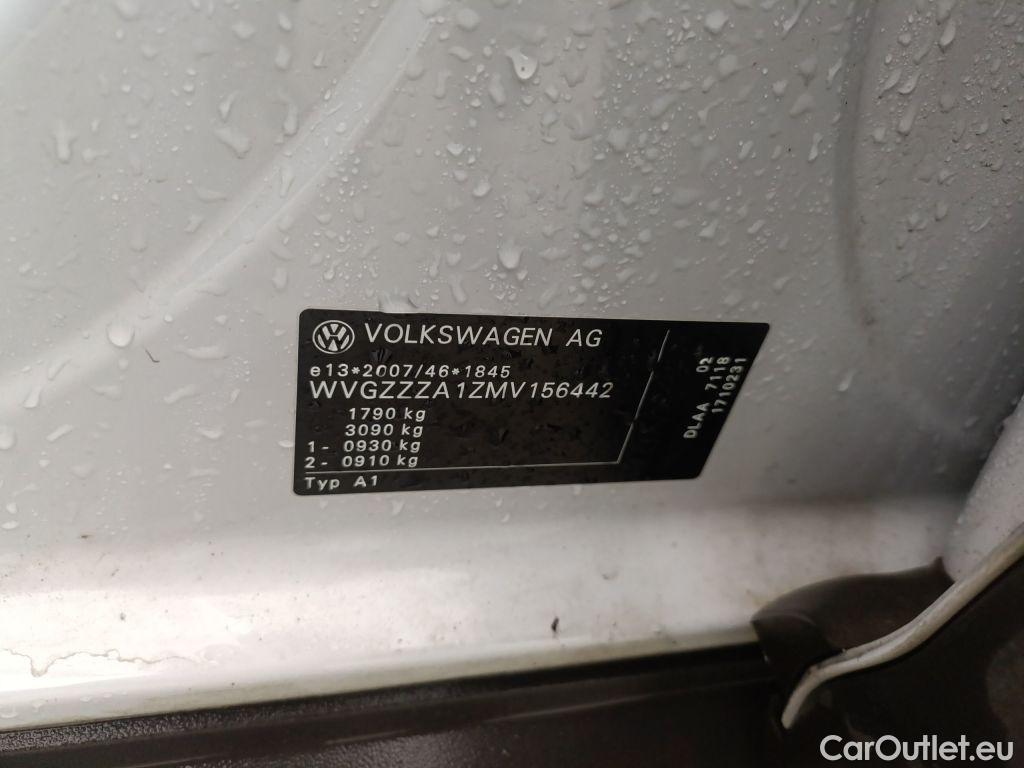 VOLKSWAGEN AG
e13*2007/46*1845
WVGZZZA1ZMV156442
1790 kg
3090 kg
1- 0930 kg
2- 0910 kg
Typ A1
02
DLAA 7118
1710231
CarOutlet.eu